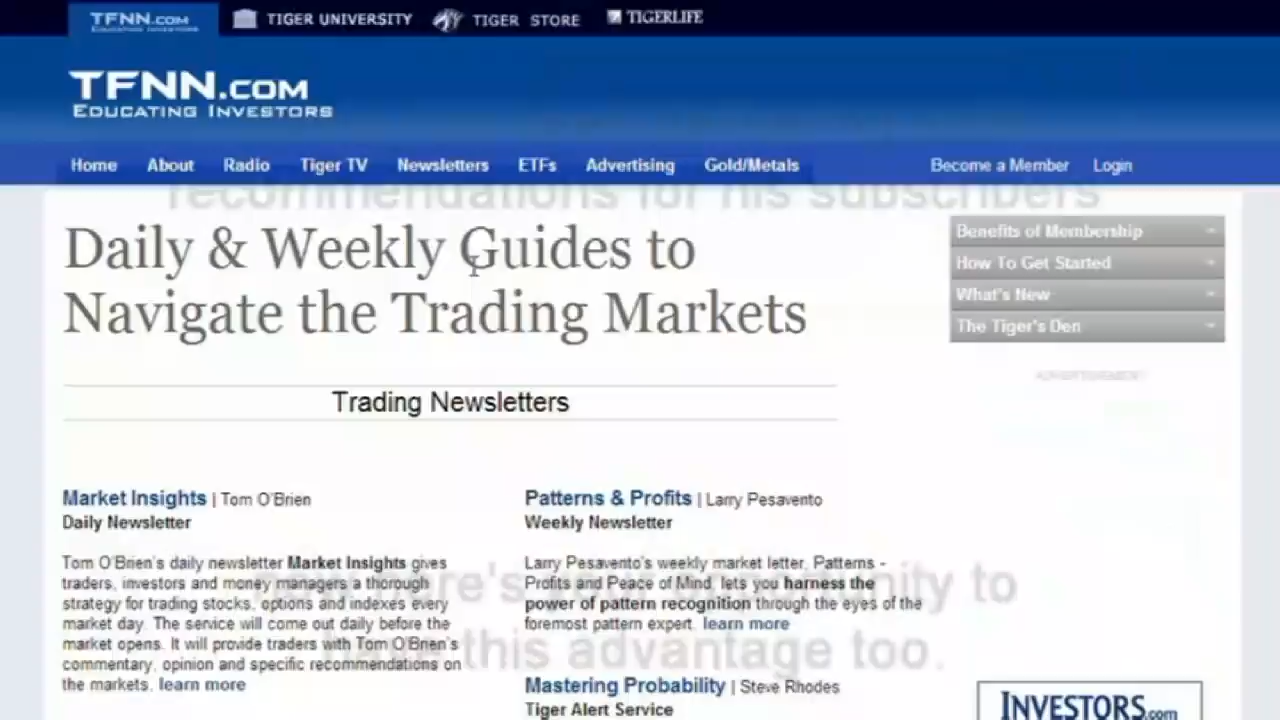 TFNN.COM
EDUCATING INVESTORS
TIGER UNIVERSITY
TIGER STORE
TIGERLIFE
TFNN.COM
EDUCATING INVESTORS
Home About Radio Tiger TV Newsletters ETFs Advertising Gold/Metals Become a Member Login
recommendations for his subscribers
Daily & Weekly Guides to
Navigate the Trading Markets
Benefits of Membership
How To Get Started
What's New
The Tiger's Den
ADVERTISEMENT
Trading Newsletters
Market Insights | Tom O'Brien
Daily Newsletter
Tom O'Brien's daily newsletter Market Insights gives
traders, investors and money managers a thorough
strategy for trading stocks, options and indexes every
market day. The service will come out daily before the
market opens. It will provide traders with Tom O'Brien's
commentary, opinion and specific recommendations on
the markets. learn more
Patterns & Profits | Larry Pesavento
Weekly Newsletter
Larry Pesavento's weekly market letter, Patterns -
Profits and Peace of Mind, lets you harness the
power of pattern recognition through the eyes of the
foremost pattern expert. learn more
here's your opportunity to
this advantage too.
Mastering Probability | Steve Rhodes
Tiger Alert Service
INVESTORS.com